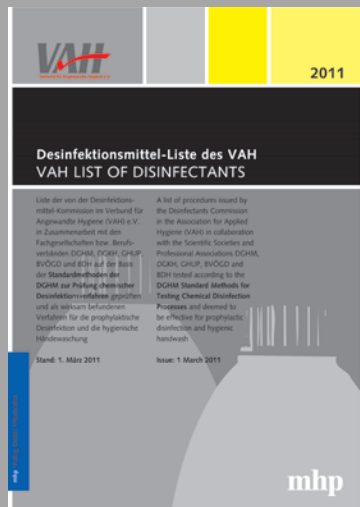 VAH
2011
Desinfektionsmittel-Liste des VAH
VAH LIST OF DISINFECTANTS
Liste der von der Desinfektions-
mittel-Kommission im Verbund für
Angewandte Hygiene (VAH) e.V.
in Zusammenarbeit mit den
Fachgesellschaften bzw. Berufs-
verbänden DGHM, DGKH, GHUP,
BVÖGD und BDH auf der Basis
der Standardmethoden der
DGHM zur Prüfung chemischer
Desinfektionsverfahren geprüften
und als wirksam befundenen
Verfahren für die prophylaktische
Desinfektion und die hygienische
Händewaschung
Stand: 1. März 2011
A list of procedures issued by
the Disinfectants Commission
in the Association for Applied
Hygiene (VAH) in collaboration
with the Scientific Societies and
Professional Associations DGHM,
DGKH, GHUP, BVÖGD and
BDH tested according to the
DGHM Standard Methods for
Testing Chemical Disinfection
Processes and deemed to
be effective for prophylactic
disinfection and hygienic
handwash
Issue: 1 March 2011
mhp
mhp